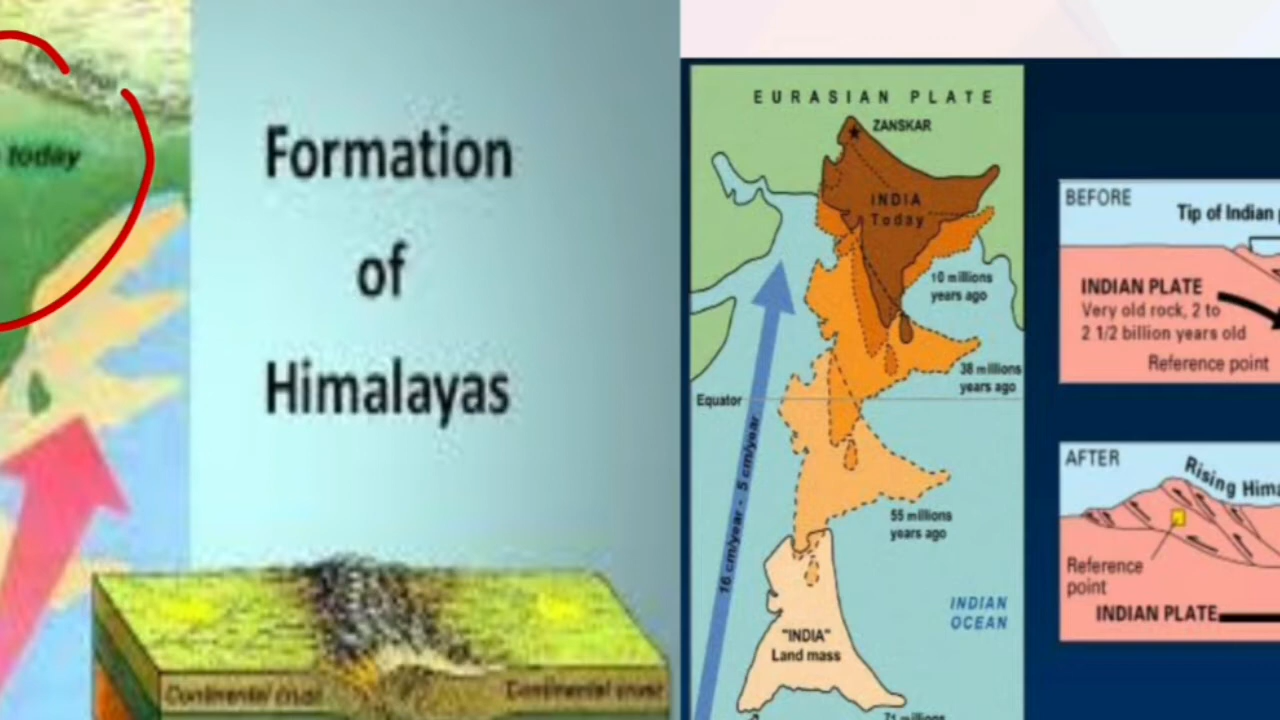 today
Formation
of
Himalayas
Continental crust
Continental crust
EURASIAN PLATE
ZANSKAR
INDIA
Today
10 millions
years ago
38 millions
years ago
Equator
16 cm/year - 5 cm/year
55 millions
years ago
INDIAN
OCEAN
"INDIA"
Land mass
71 millions
BEFORE
Tip of Indian p
INDIAN PLATE
Very old rock, 2 to
2 1/2 billion years old
Reference point
AFTER
Rising Hima
Reference
point
INDIAN PLATE